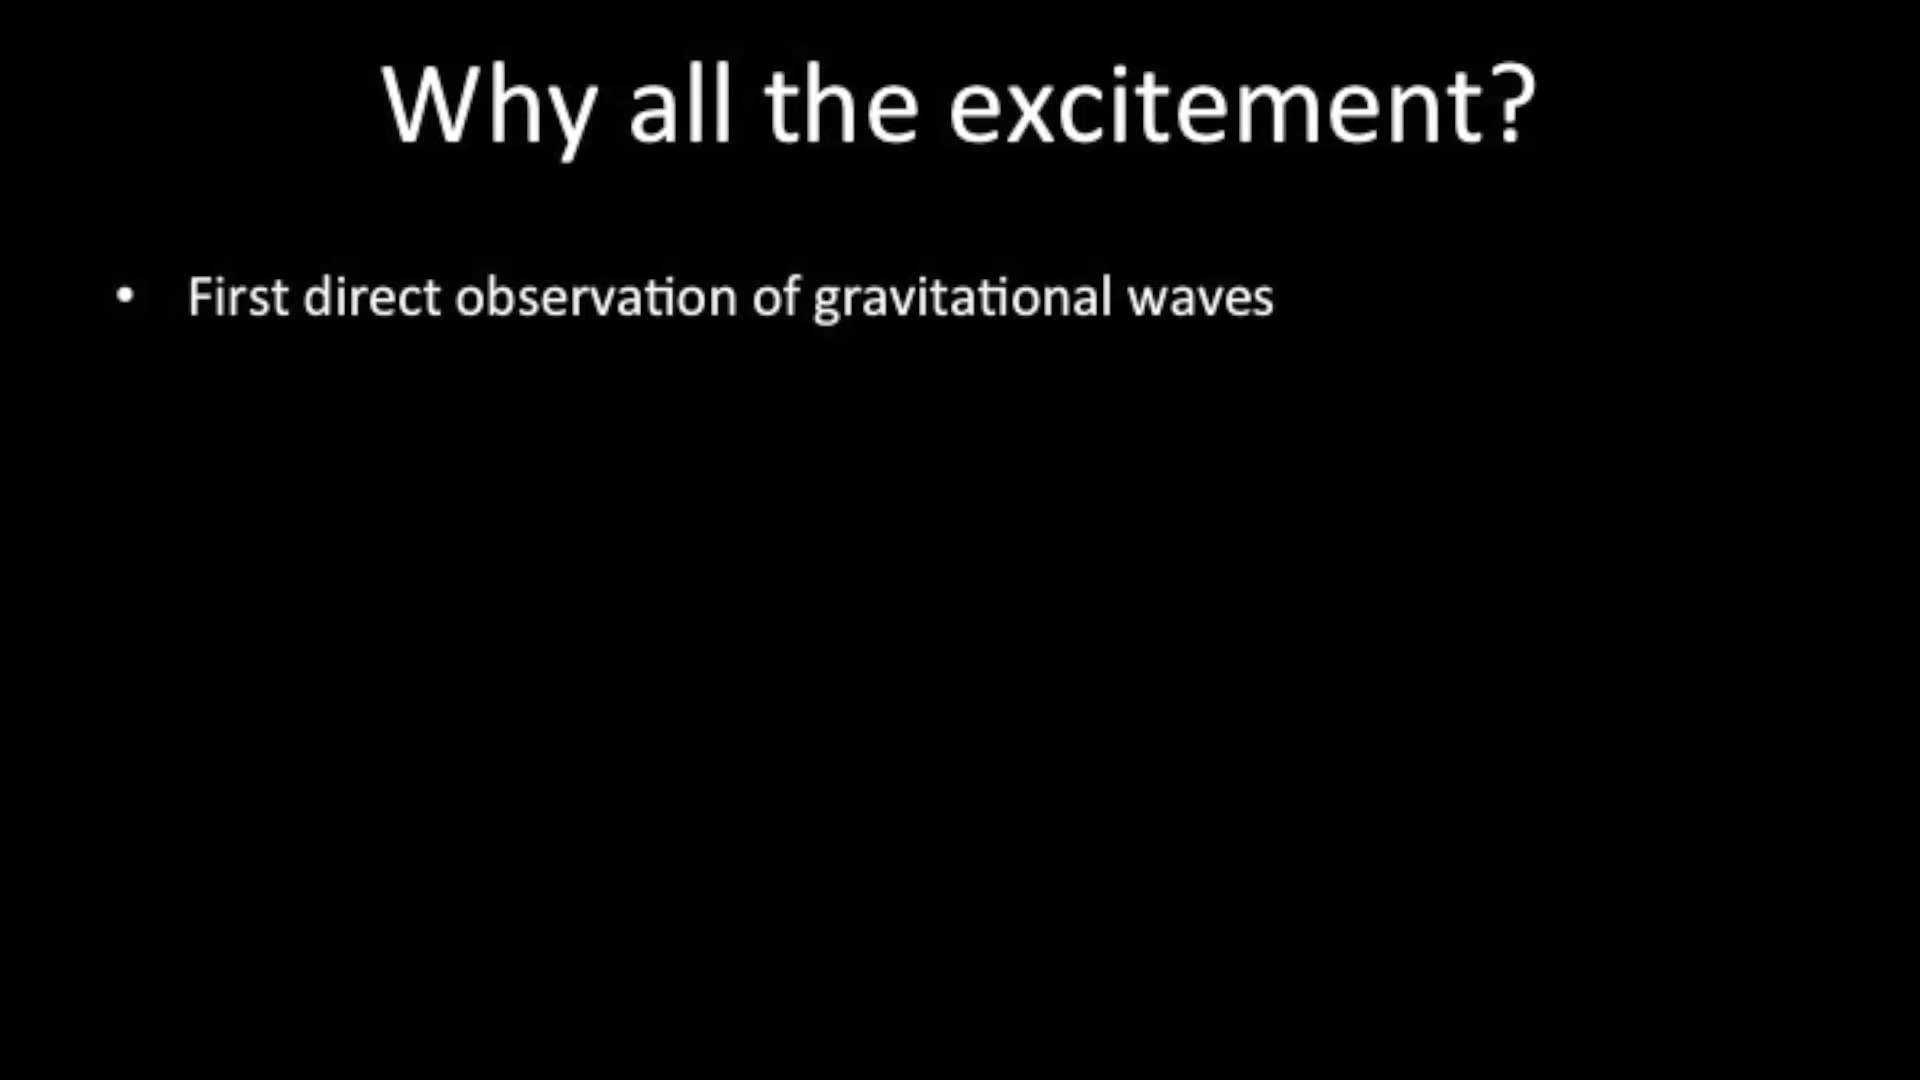 Why all the excitement?
• First direct observation of gravitational waves